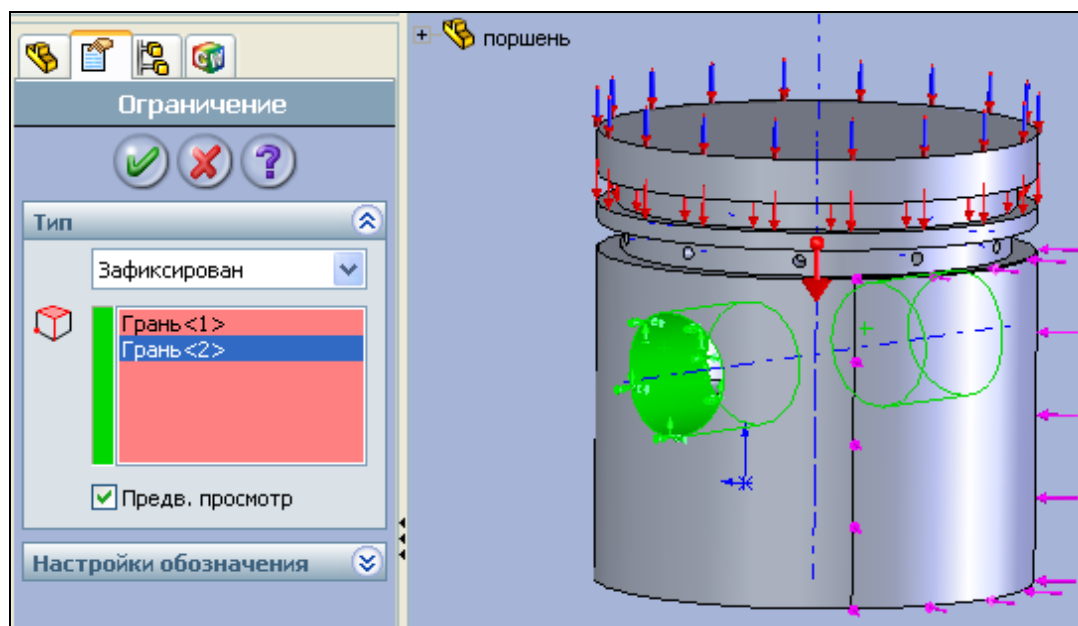 Ограничение
Тип
Зафиксирован
Грань<1>
Грань<2>
Предв. просмотр
Настройки обозначения
поршень